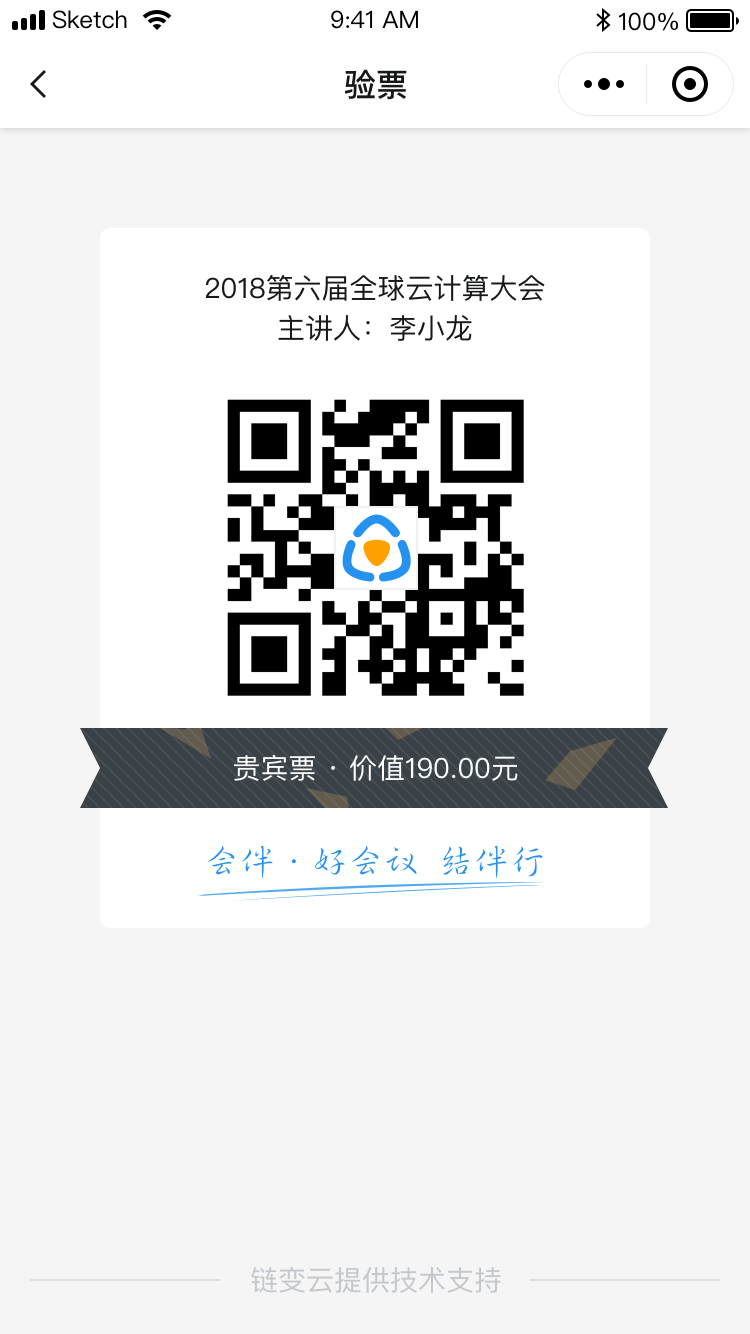 Sketch 9:41 AM 100%
验票
2018第六届全球云计算大会
主讲人：李小龙
贵宾票 · 价值190.00元
会伴 · 好会议 结伴行
链变云提供技术支持